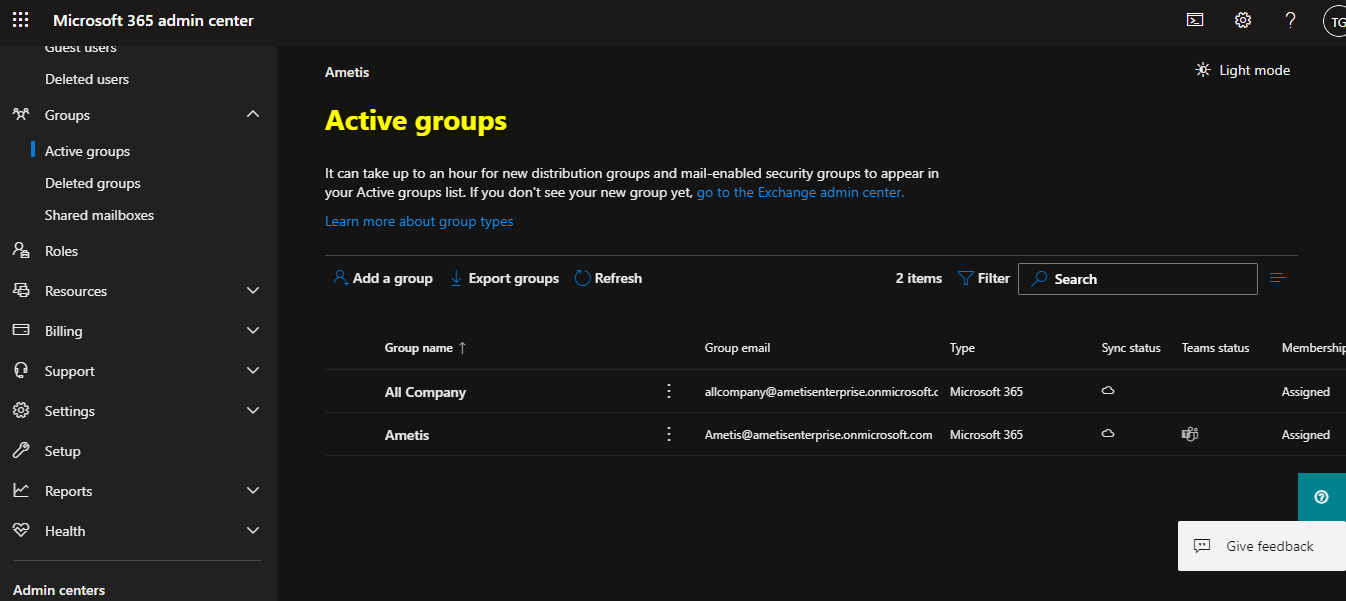 Microsoft 365 admin center
TG
Guest users
Deleted users
Groups
Active groups
Deleted groups
Shared mailboxes
Roles
Resources
Billing
Support
Settings
Setup
Reports
Health
Admin centers
Ametis
Light mode
Active groups
It can take up to an hour for new distribution groups and mail-enabled security groups to appear in
your Active groups list. If you don't see your new group yet, go to the Exchange admin center.
Learn more about group types
Add a group Export groups Refresh 2 items Filter Search
Group name ↑ Group email Type Sync status Teams status Membership
All Company allcompany@ametisenterprise.onmicrosoft.c Microsoft 365 Assigned
Ametis Ametis@ametisenterprise.onmicrosoft.com Microsoft 365 Assigned
Give feedback